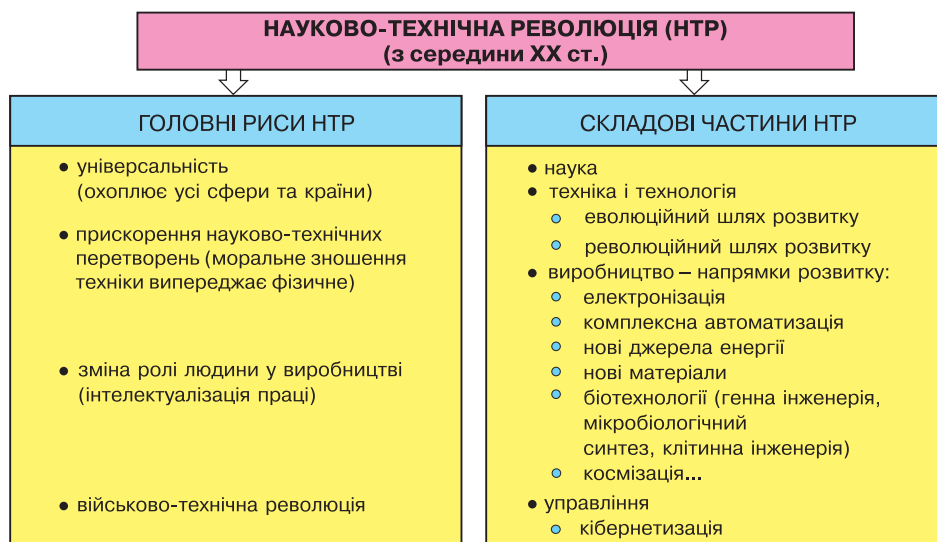 НАУКОВО-ТЕХНІЧНА РЕВОЛЮЦІЯ (НТР)
(з середини ХХ ст.)
ГОЛОВНІ РИСИ НТР
• універсальність
(охоплює усі сфери та країни)
• прискорення науково-технічних
перетворень (моральне зношення
техніки випереджає фізичне)
• зміна ролі людини у виробництві
(інтелектуалізація праці)
• військово-технічна революція
СКЛАДОВІ ЧАСТИНИ НТР
• наука
• техніка і технологія
еволюційний шлях розвитку
революційний шлях розвитку
• виробництво – напрямки розвитку:
електронізація
комплексна автоматизація
нові джерела енергії
нові матеріали
біотехнології (генна інженерія,
мікробіологічний
синтез, клітинна інженерія)
космізація...
• управління
кібернетизація